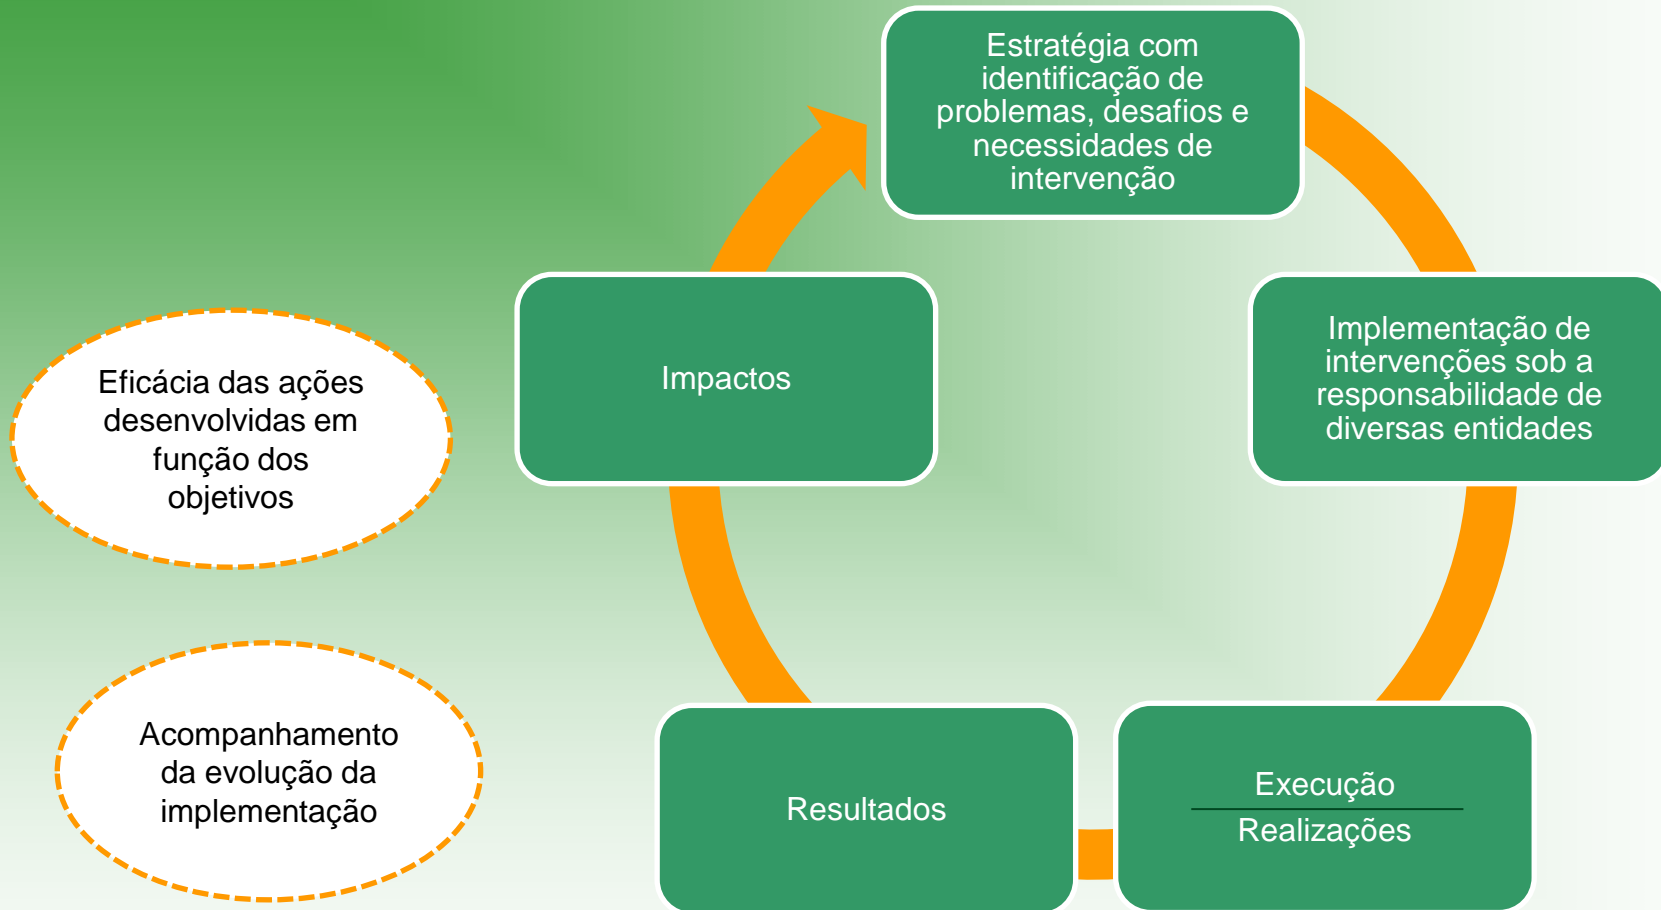 Estratégia com
identificação de
problemas, desafios e
necessidades de
intervenção
Implementação de
intervenções sob a
responsabilidade de
diversas entidades
Execução
Realizações
Resultados
Impactos
Eficácia das ações
desenvolvidas em
função dos
objetivos
Acompanhamento
da evolução da
implementação